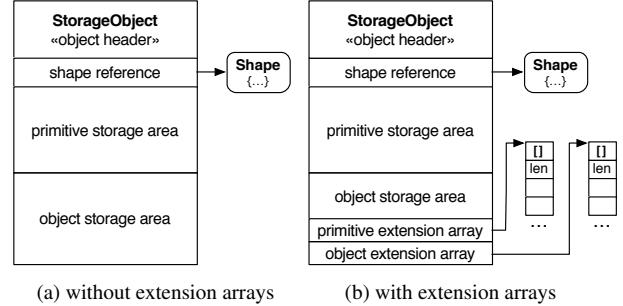 StorageObject
«object header»
shape reference
Shape
{...}
primitive storage area
object storage area
(a) without extension arrays
StorageObject
«object header»
shape reference
Shape
{...}
primitive storage area
object storage area
primitive extension array
object extension array
[]
len
...
[]
len
...
(b) with extension arrays